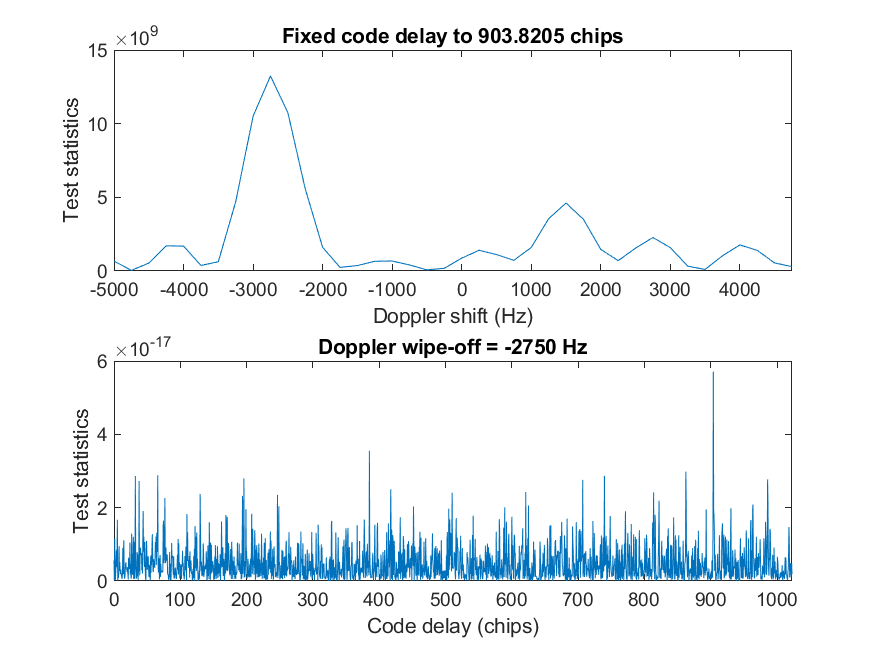 Fixed code delay to 903.8205 chips
×10^9
15
10
5
0
Test statistics
-5000 -4000 -3000 -2000 -1000 0 1000 2000 3000 4000
Doppler shift (Hz)
Doppler wipe-off = -2750 Hz
×10^-17
6
4
2
0
Test statistics
0 100 200 300 400 500 600 700 800 900 1000
Code delay (chips)